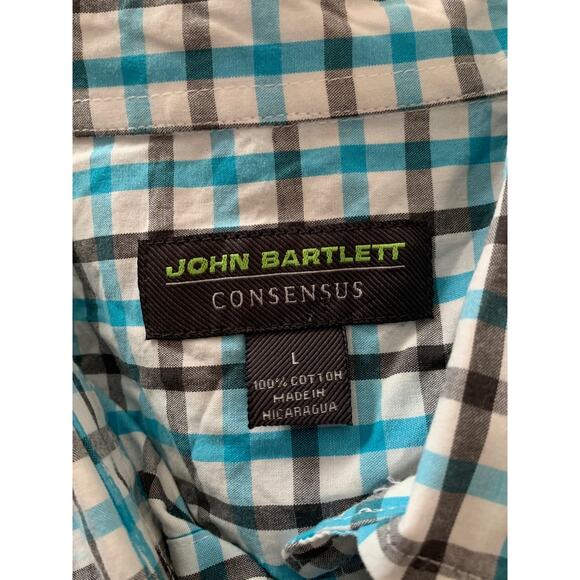 JOHN BARTLETT
CONSENSUS
L
100% COTTON
MADE IN
NICARAGUA